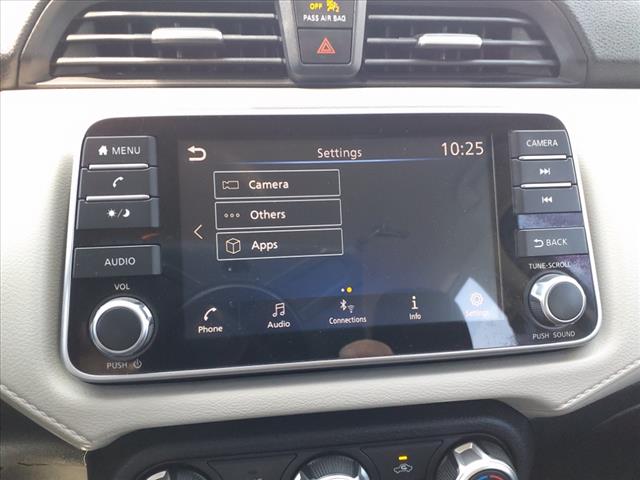 OFF
PASS AIR BAG
MENU
Settings
10:25
CAMERA
Camera
Others
Apps
AUDIO
BACK
VOL
TUNE-SCROLL
Phone
Audio
Connections
Info
Settings
PUSH
PUSH SOUND